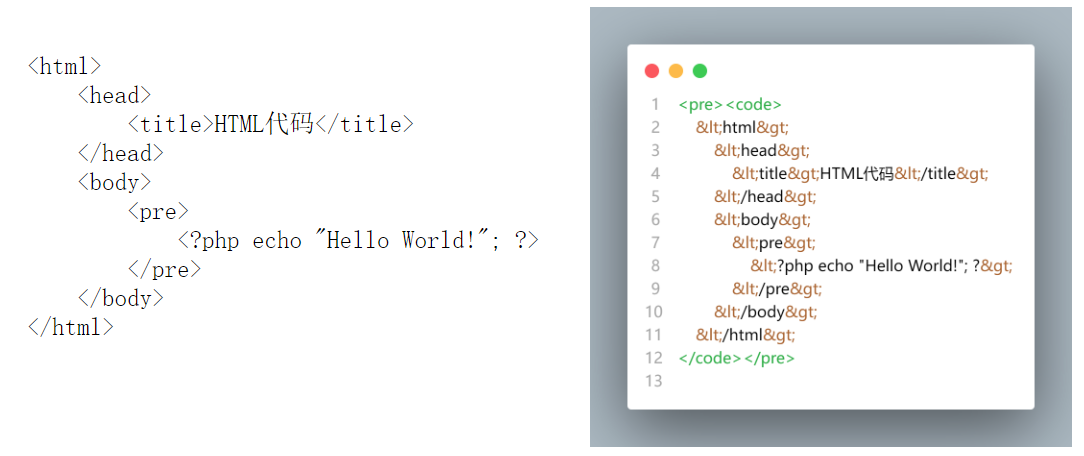 <html>
<head>
<title>HTML代码</title>
</head>
<body>
<pre>
<?php echo "Hello World!"; ?>
</pre>
</body>
</html>
1 <pre><code>
2 &lt;html&gt;
3 &lt;head&gt;
4 &lt;title&gt;HTML代码&lt;/title&gt;
5 &lt;/head&gt;
6 &lt;body&gt;
7 &lt;pre&gt;
8 &lt;?php echo "Hello World!"; ?&gt;
9 &lt;/pre&gt;
10 &lt;/body&gt;
11 &lt;/html&gt;
12 </code></pre>
13